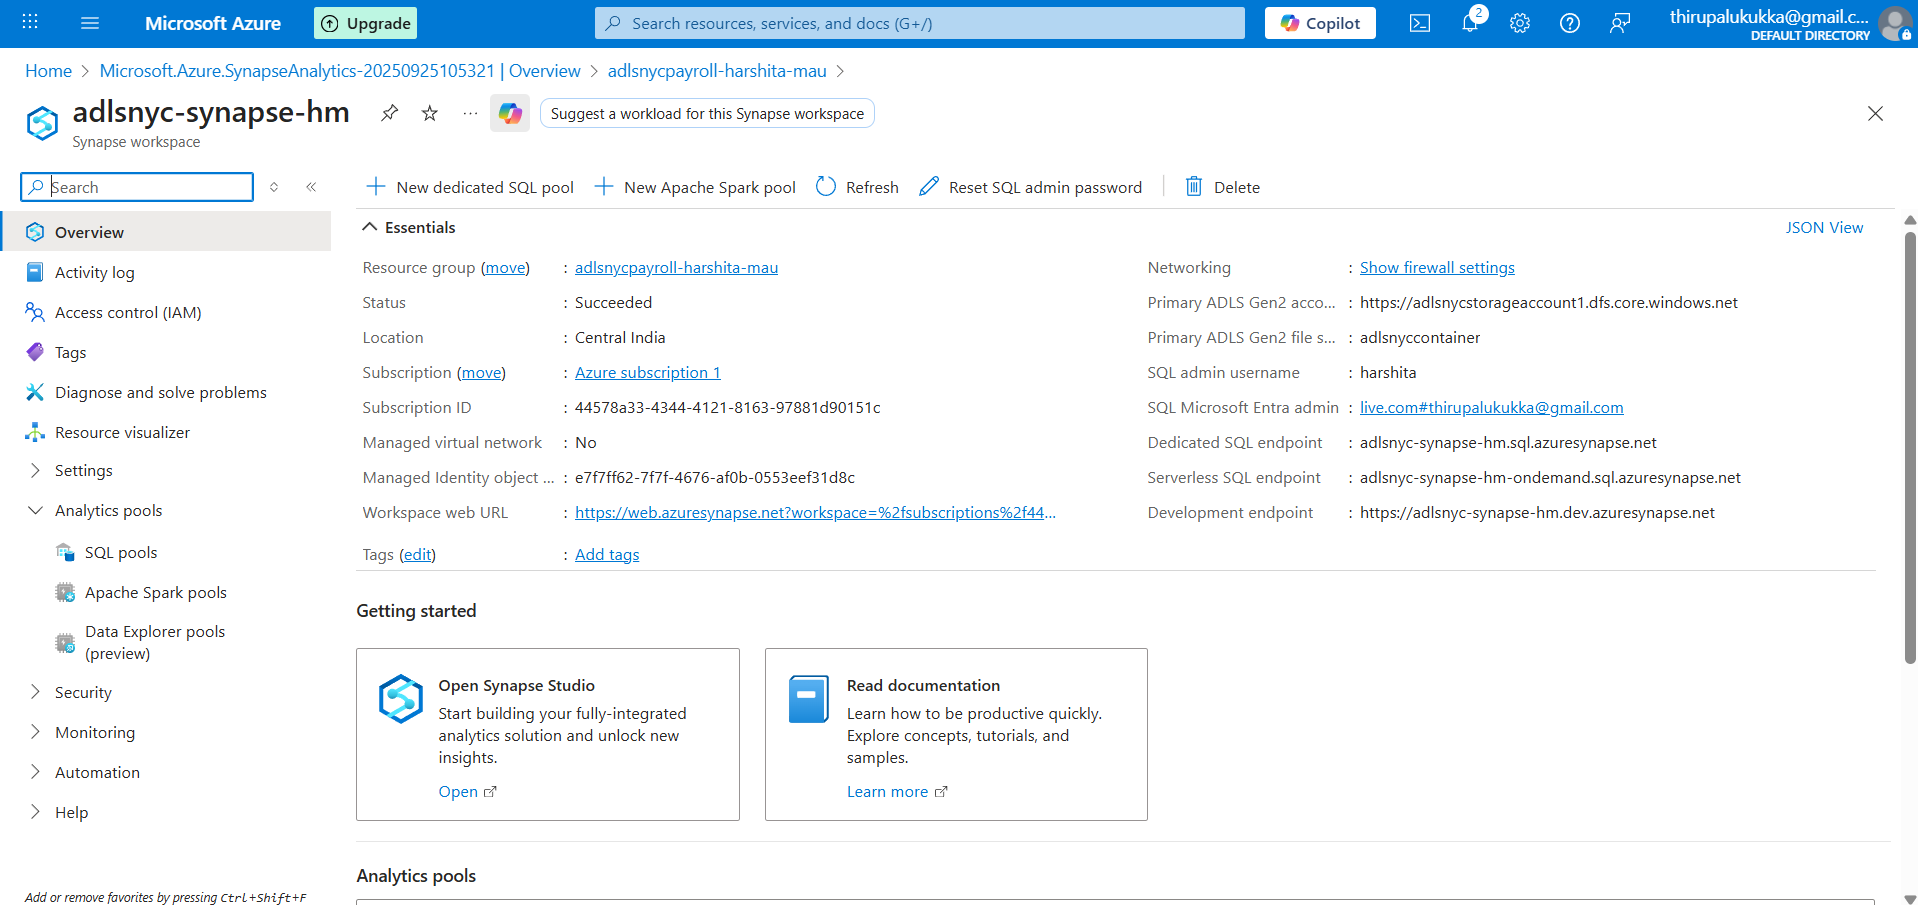 Microsoft Azure
Upgrade
Search resources, services, and docs (G+/)
Copilot
2
thirupalukukka@gmail.c...
DEFAULT DIRECTORY
Home > Microsoft.Azure.SynapseAnalytics-20250925105321 | Overview > adlsnycpayroll-harshita-mau >
adlsnyc-synapse-hm
...
Suggest a workload for this Synapse workspace
Synapse workspace
Search
New dedicated SQL pool
New Apache Spark pool
Refresh
Reset SQL admin password
Delete
Overview
Activity log
Access control (IAM)
Tags
Diagnose and solve problems
Resource visualizer
Settings
Analytics pools
SQL pools
Apache Spark pools
Data Explorer pools
(preview)
Security
Monitoring
Automation
Help
Add or remove favorites by pressing Ctrl+Shift+F
Essentials
JSON View
Resource group (move) : adlsnycpayroll-harshita-mau
Status : Succeeded
Location : Central India
Subscription (move) : Azure subscription 1
Subscription ID : 44578a33-4344-4121-8163-97881d90151c
Managed virtual network : No
Managed Identity object ... : e7f7ff62-7f7f-4676-af0b-0553eef31d8c
Workspace web URL : https://web.azuresynapse.net?workspace=%2fsubscriptions%2f44...
Tags (edit) : Add tags
Networking : Show firewall settings
Primary ADLS Gen2 acco... : https://adlsnycstorageaccount1.dfs.core.windows.net
Primary ADLS Gen2 file s... : adlsnyccontainer
SQL admin username : harshita
SQL Microsoft Entra admin : live.com#thirupalukukka@gmail.com
Dedicated SQL endpoint : adlsnyc-synapse-hm.sql.azuresynapse.net
Serverless SQL endpoint : adlsnyc-synapse-hm-ondemand.sql.azuresynapse.net
Development endpoint : https://adlsnyc-synapse-hm.dev.azuresynapse.net
Getting started
Open Synapse Studio
Start building your fully-integrated
analytics solution and unlock new
insights.
Open
Read documentation
Learn how to be productive quickly.
Explore concepts, tutorials, and
samples.
Learn more
Analytics pools